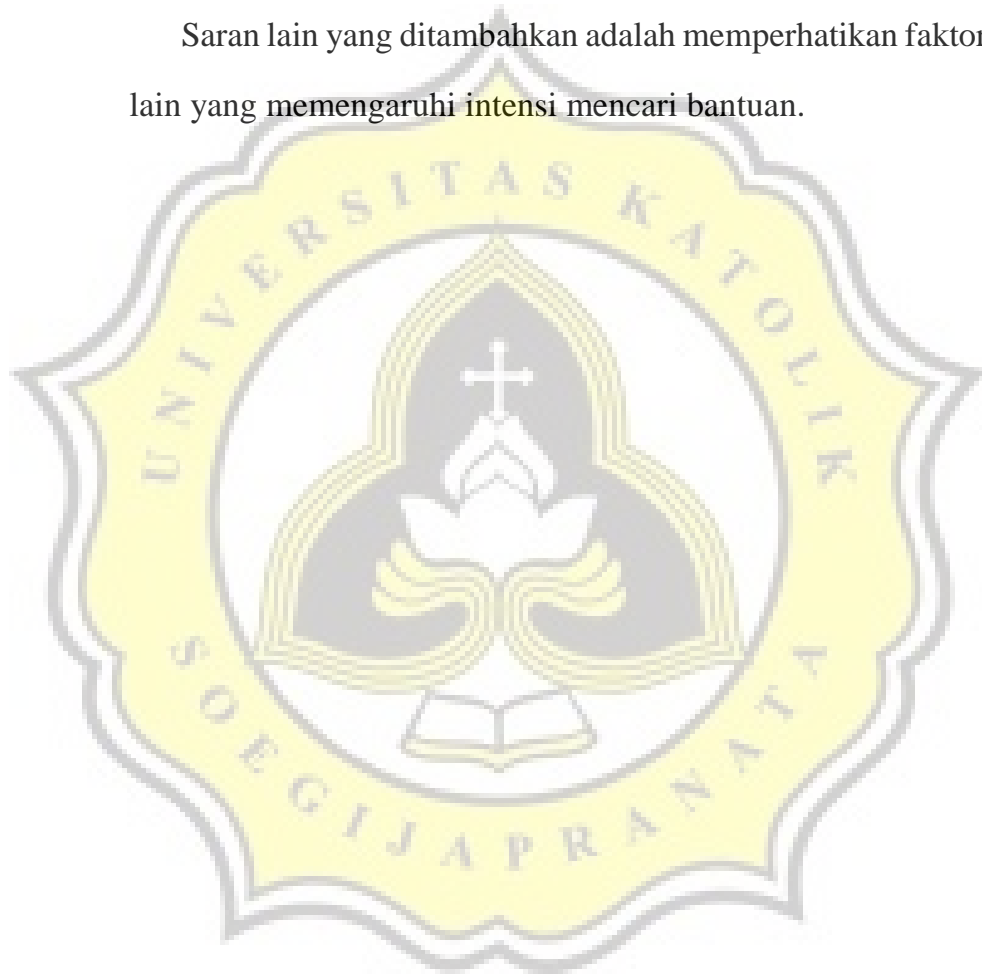 Saran lain yang ditambahkan adalah memperhatikan faktor
lain yang memengaruhi intensi mencari bantuan.
UNIVERSITAS KATOLIK
SOEGIJAPRANATA